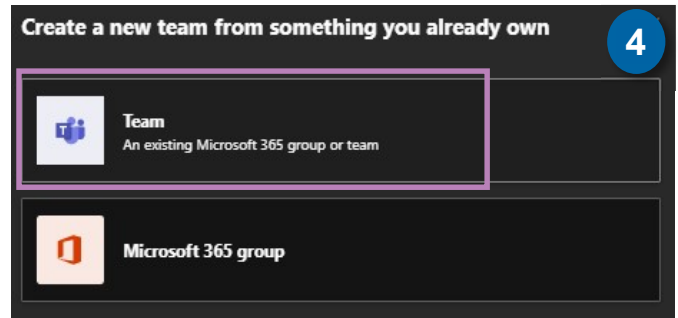 Create a new team from something you already own
4
Team
An existing Microsoft 365 group or team
Microsoft 365 group